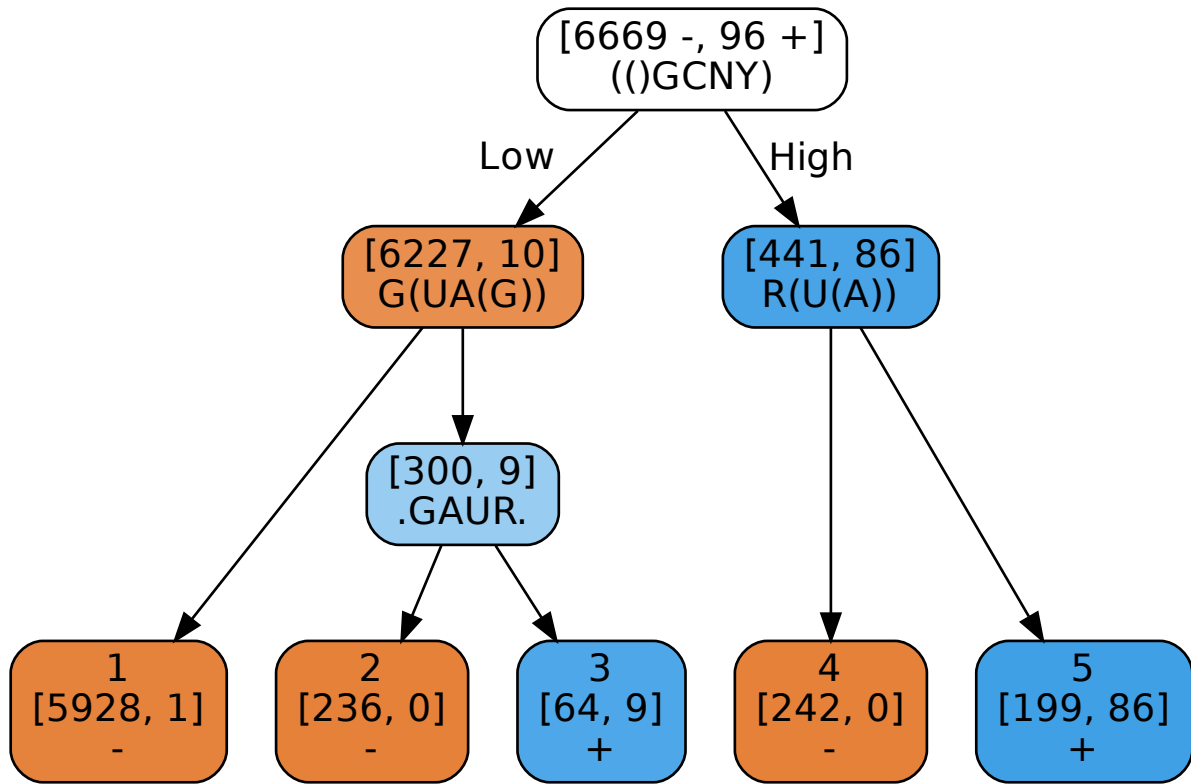 [6669 -, 96 +]
(()GCNY)
Low
High
[6227, 10]
G(UA(G))
[441, 86]
R(U(A))
[300, 9]
.GAUR.
1
[5928, 1]
-
2
[236, 0]
-
3
[64, 9]
+
4
[242, 0]
-
5
[199, 86]
+